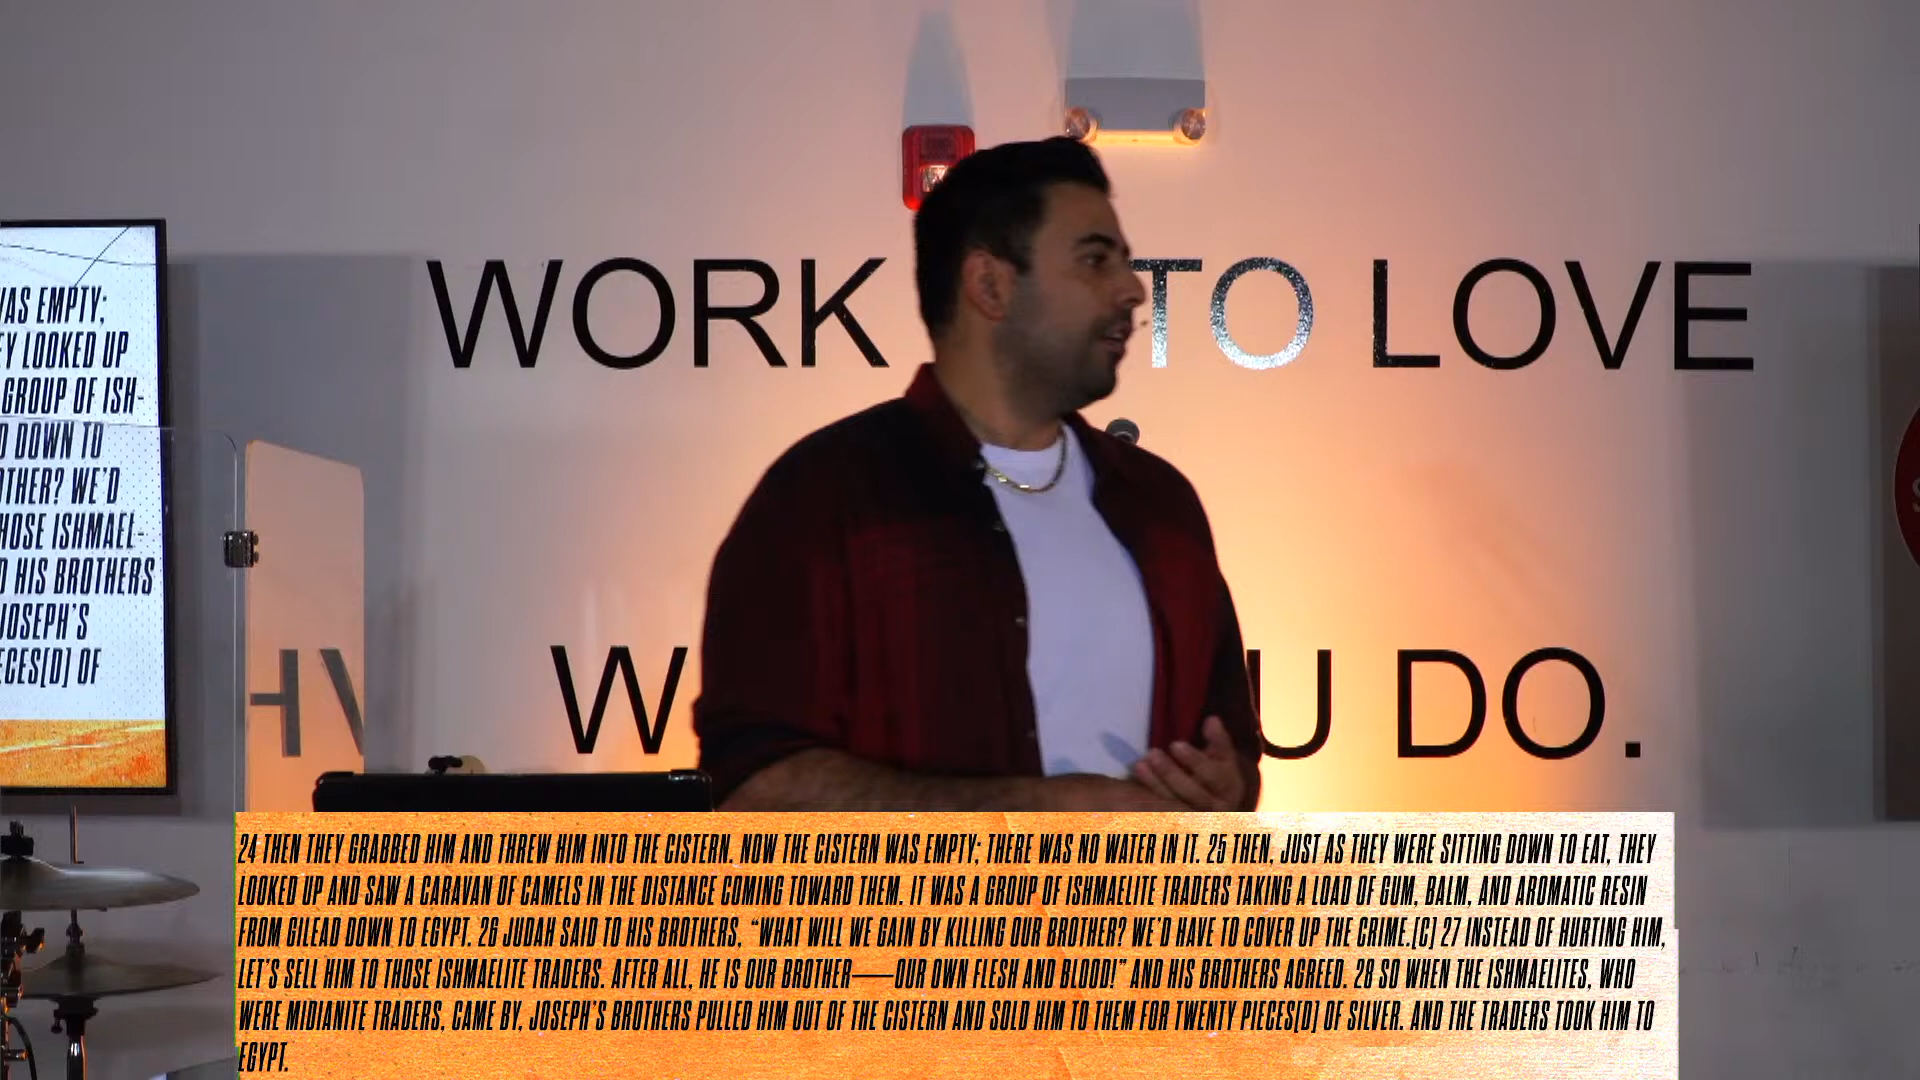 WAS EMPTY;
EY LOOKED UP
GROUP OF ISH-
D DOWN TO
OTHER? WE'D
HOSE ISHMAEL-
D HIS BROTHERS
JOSEPH'S
ECES[D] OF
WORK TO LOVE
W U DO.
24 THEN THEY GRABBED HIM AND THREW HIM INTO THE CISTERN. NOW THE CISTERN WAS EMPTY; THERE WAS NO WATER IN IT. 25 THEN, JUST AS THEY WERE SITTING DOWN TO EAT, THEY
LOOKED UP AND SAW A CARAVAN OF CAMELS IN THE DISTANCE COMING TOWARD THEM. IT WAS A GROUP OF ISHMAELITE TRADERS TAKING A LOAD OF GUM, BALM, AND AROMATIC RESIN
FROM GILEAD DOWN TO EGYPT. 26 JUDAH SAID TO HIS BROTHERS, “WHAT WILL WE GAIN BY KILLING OUR BROTHER? WE'D HAVE TO COVER UP THE CRIME.[C] 27 INSTEAD OF HURTING HIM,
LET'S SELL HIM TO THOSE ISHMAELITE TRADERS. AFTER ALL, HE IS OUR BROTHER——OUR OWN FLESH AND BLOOD!” AND HIS BROTHERS AGREED. 28 SO WHEN THE ISHMAELITES, WHO
WERE MIDIANITE TRADERS, CAME BY, JOSEPH'S BROTHERS PULLED HIM OUT OF THE CISTERN AND SOLD HIM TO THEM FOR TWENTY PIECES[D] OF SILVER. AND THE TRADERS TOOK HIM TO
EGYPT.